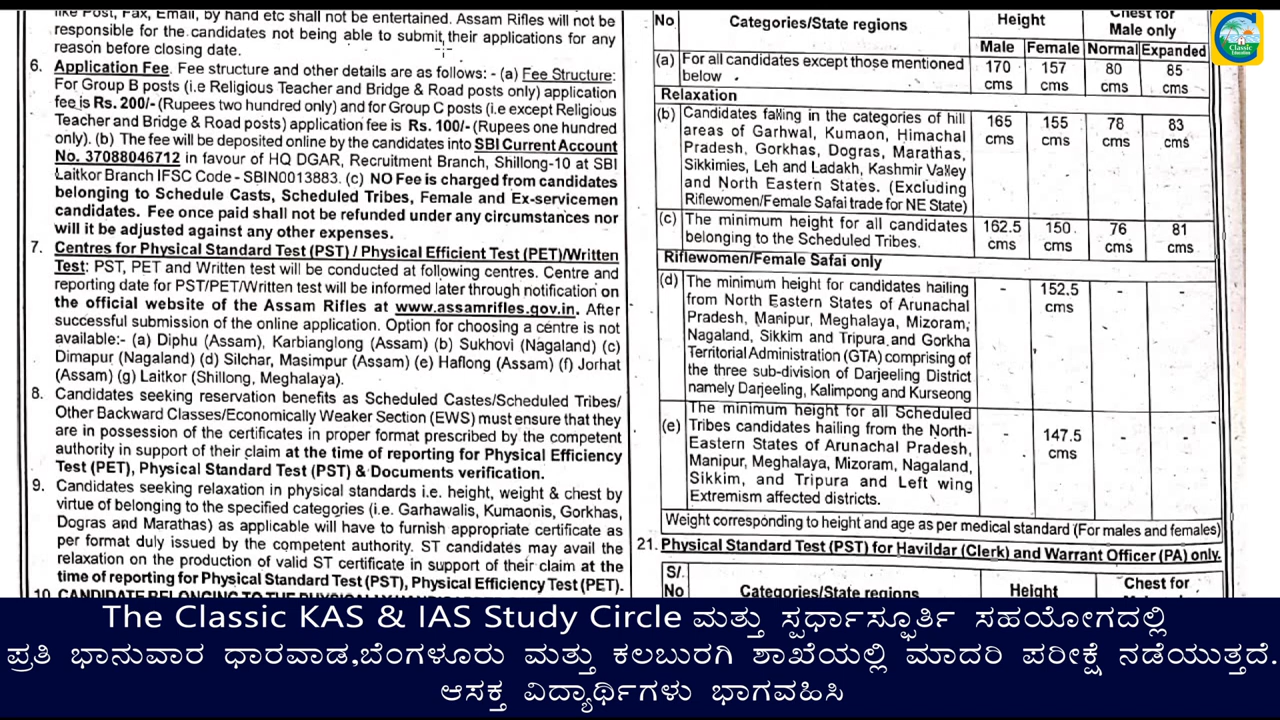 like Post, Fax, Email, by hand etc shall not be entertained. Assam Rifles will not be
responsible for the candidates not being able to submit their applications for any
reason before closing date.
6. Application Fee. Fee structure and other details are as follows: - (a) Fee Structure:
For Group B posts (i.e Religious Teacher and Bridge & Road posts only) application
fee is Rs. 200/- (Rupees two hundred only) and for Group C posts (i.e except Religious
Teacher and Bridge & Road posts) application fee is Rs. 100/- (Rupees one hundred
only). (b) The fee will be deposited online by the candidates into SBI Current Account
No. 37088046712 in favour of HQ DGAR, Recruitment Branch, Shillong-10 at SBI
Laitkor Branch IFSC Code - SBIN0013883. (c) NO Fee is charged from candidates
belonging to Schedule Casts, Scheduled Tribes, Female and Ex-servicemen
candidates. Fee once paid shall not be refunded under any circumstances nor
will it be adjusted against any other expenses.
7. Centres for Physical Standard Test (PST) / Physical Efficient Test (PET)/Written
Test: PST, PET and Written test will be conducted at following centres. Centre and
reporting date for PST/PET/Written test will be informed later through notification on
the official website of the Assam Rifles at www.assamrifles.gov.in. After
successful submission of the online application. Option for choosing a centre is not
available:- (a) Diphu (Assam), Karbianglong (Assam) (b) Sukhovi (Nagaland) (c)
Dimapur (Nagaland) (d) Silchar, Masimpur (Assam) (e) Haflong (Assam) (f) Jorhat
(Assam) (g) Laitkor (Shillong, Meghalaya).
8. Candidates seeking reservation benefits as Scheduled Castes/Scheduled Tribes/
Other Backward Classes/Economically Weaker Section (EWS) must ensure that they
are in possession of the certificates in proper format prescribed by the competent
authority in support of their claim at the time of reporting for Physical Efficiency
Test (PET), Physical Standard Test (PST) & Documents verification.
9. Candidates seeking relaxation in physical standards i.e. height, weight & chest by
virtue of belonging to the specified categories (i.e. Garhawalis, Kumaonis, Gorkhas,
Dogras and Marathas) as applicable will have to furnish appropriate certificate as
per format duly issued by the competent authority. ST candidates may avail the
relaxation on the production of valid ST certificate in support of their claim at the
time of reporting for Physical Standard Test (PST), Physical Efficiency Test (PET).
10. CANDIDATE BELONGING TO THE
No Categories/State regions Height Chest for
Male only
Male Female Normal Expanded
(a) For all candidates except those mentioned 170 157 80 85
below cms cms cms cms
Relaxation
(b) Candidates falling in the categories of hill 165 155 78 83
areas of Garhwal, Kumaon, Himachal cms cms cms cms
Pradesh, Gorkhas, Dogras, Marathas,
Sikkimies, Leh and Ladakh, Kashmir Valley
and North Eastern States. (Excluding
Riflewomen/Female Safai trade for NE State)
(c) The minimum height for all candidates 162.5 150 76 81
belonging to the Scheduled Tribes. cms cms cms cms
Riflewomen/Female Safai only
(d) The minimum height for candidates hailing - 152.5 - -
from North Eastern States of Arunachal cms
Pradesh, Manipur, Meghalaya, Mizoram,
Nagaland, Sikkim and Tripura and Gorkha
Territorial Administration (GTA) comprising of
the three sub-division of Darjeeling District
namely Darjeeling, Kalimpong and Kurseong
The minimum height for all Scheduled
(e) Tribes candidates hailing from the North- - 147.5 - -
Eastern States of Arunachal Pradesh, cms
Manipur, Meghalaya, Mizoram, Nagaland,
Sikkim, and Tripura and Left wing
Extremism affected districts.
Weight corresponding to height and age as per medical standard (For males and females)
21. Physical Standard Test (PST) for Havildar (Clerk) and Warrant Officer (PA) only.
S/.
No Categories/State regions Height Chest for
Classic
Education
The Classic KAS & IAS Study Circle ಮತ್ತು ಸ್ಪರ್ಧಾಸ್ಫೂರ್ತಿ ಸಹಯೋಗದಲ್ಲಿ
ಪ್ರತಿ ಭಾನುವಾರ ಧಾರವಾಡ,ಬೆಂಗಳೂರು ಮತ್ತು ಕಲಬುರಗಿ ಶಾಖೆಯಲ್ಲಿ ಮಾದರಿ ಪರೀಕ್ಷೆ ನಡೆಯುತ್ತದೆ.
ಆಸಕ್ತ ವಿದ್ಯಾರ್ಥಿಗಳು ಭಾಗವಹಿಸಿ